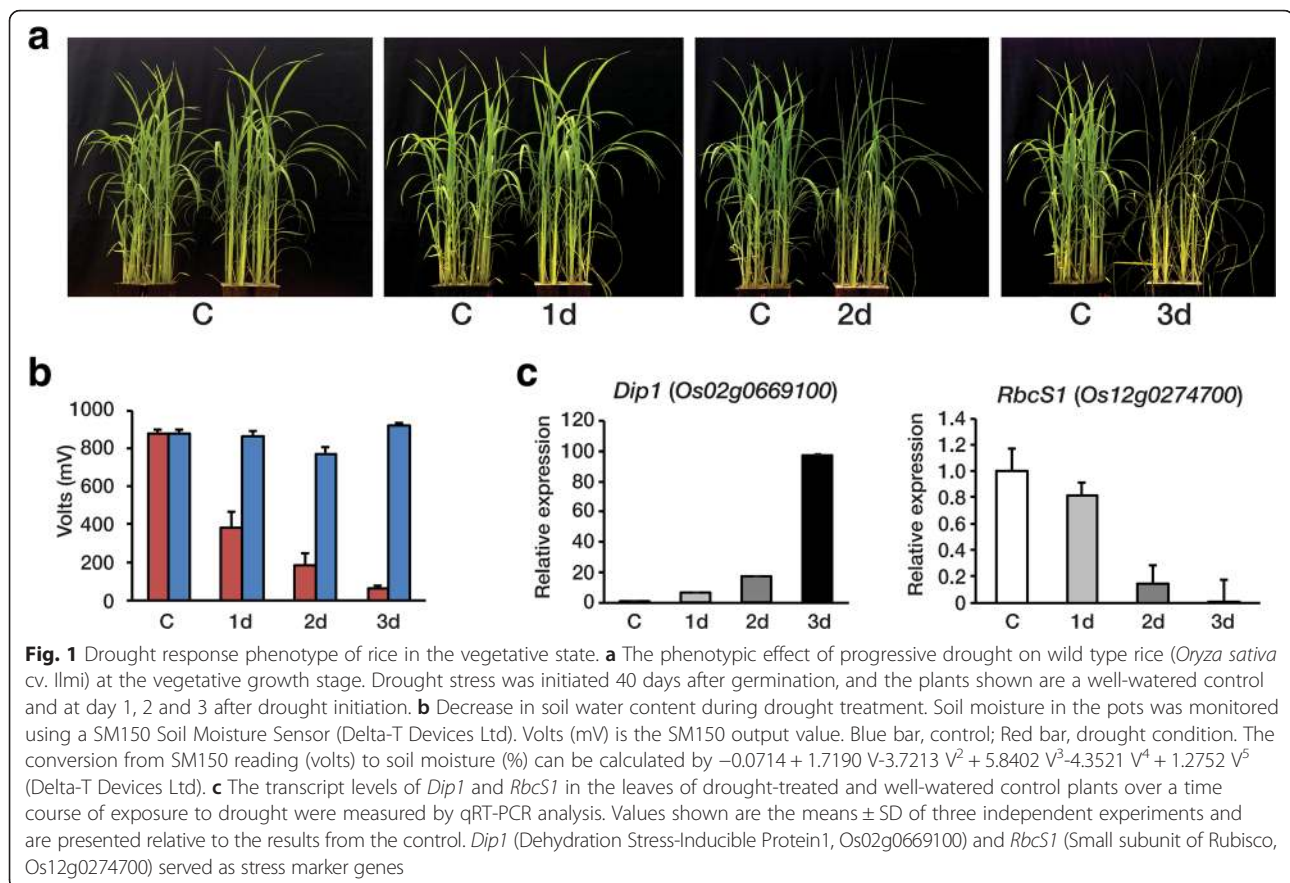 a
C
C 1d
C 2d
C 3d
b
Volts (mV)
1000
800
600
400
200
0
C 1d 2d 3d
c
Dip1 (Os02g0669100)
Relative expression
120
100
80
60
40
20
0
C 1d 2d 3d
RbcS1 (Os12g0274700)
Relative expression
1.4
1.2
1.0
0.8
0.6
0.4
0.2
0
C 1d 2d 3d
Fig. 1 Drought response phenotype of rice in the vegetative state. a The phenotypic effect of progressive drought on wild type rice (Oryza sativa
cv. Ilmi) at the vegetative growth stage. Drought stress was initiated 40 days after germination, and the plants shown are a well-watered control
and at day 1, 2 and 3 after drought initiation. b Decrease in soil water content during drought treatment. Soil moisture in the pots was monitored
using a SM150 Soil Moisture Sensor (Delta-T Devices Ltd). Volts (mV) is the SM150 output value. Blue bar, control; Red bar, drought condition. The
conversion from SM150 reading (volts) to soil moisture (%) can be calculated by −0.0714 + 1.7190 V-3.7213 V² + 5.8402 V³-4.3521 V⁴ + 1.2752 V⁵
(Delta-T Devices Ltd). c The transcript levels of Dip1 and RbcS1 in the leaves of drought-treated and well-watered control plants over a time
course of exposure to drought were measured by qRT-PCR analysis. Values shown are the means ± SD of three independent experiments and
are presented relative to the results from the control. Dip1 (Dehydration Stress-Inducible Protein1, Os02g0669100) and RbcS1 (Small subunit of Rubisco,
Os12g0274700) served as stress marker genes